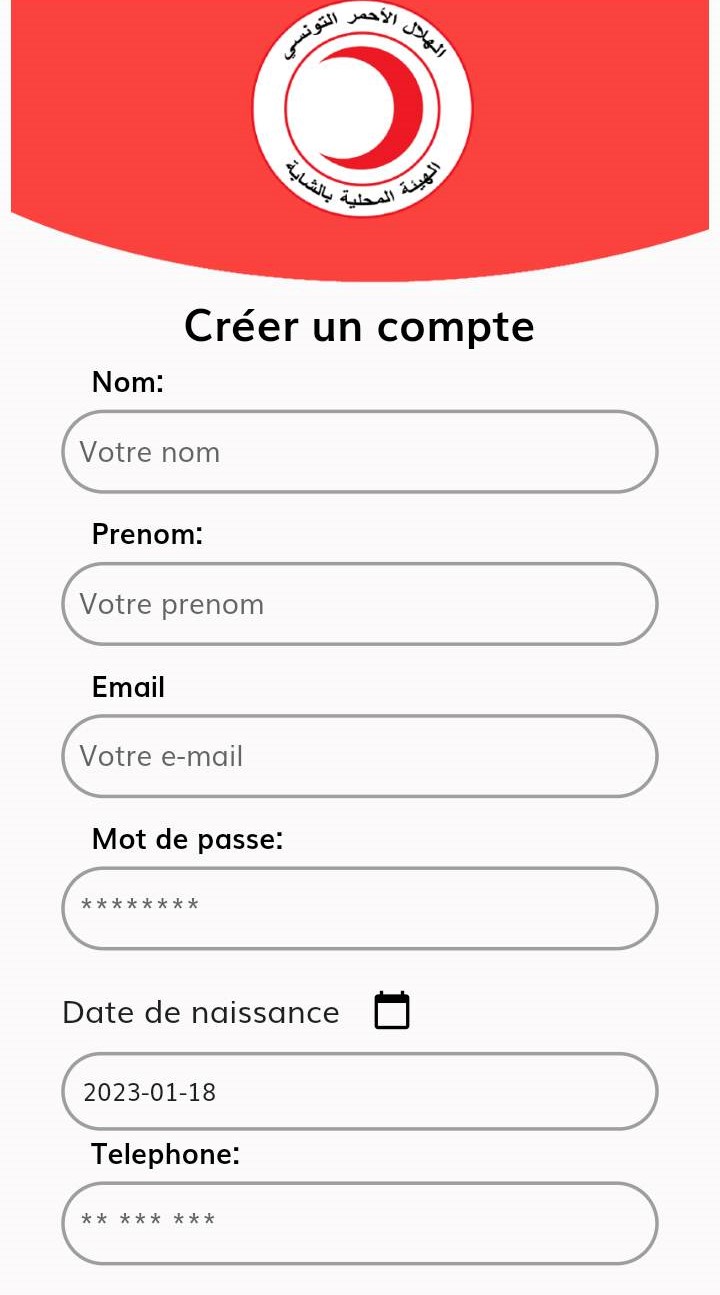 الهلال الأحمر التونسي
الهيئة المحلية بالشابة
Créer un compte
Nom:
Votre nom
Prenom:
Votre prenom
Email
Votre e-mail
Mot de passe:
********
Date de naissance
2023-01-18
Telephone:
** *** ***